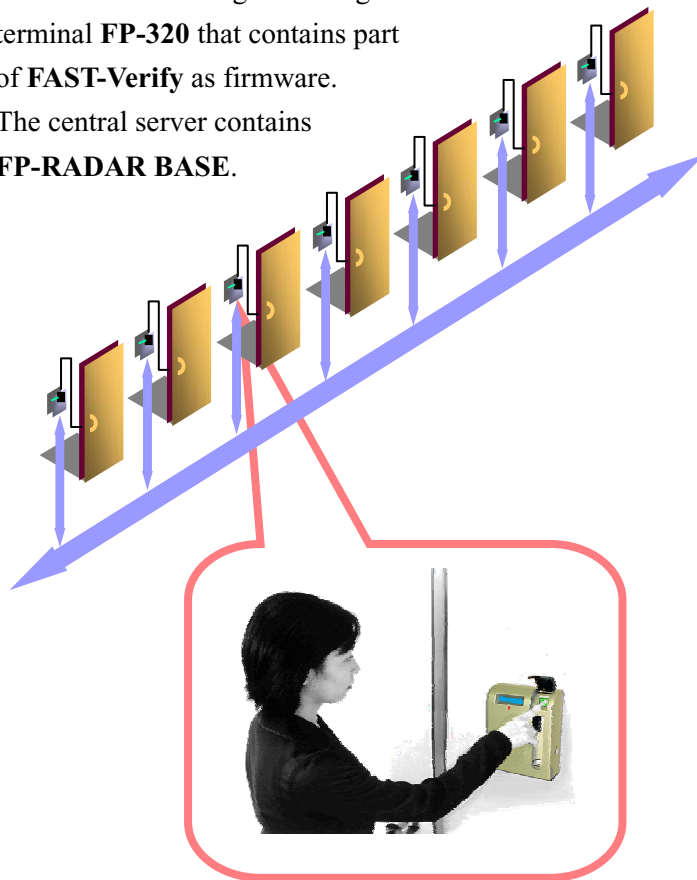 terminal FP-320 that contains part
of FAST-Verify as firmware.
The central server contains
FP-RADAR BASE.